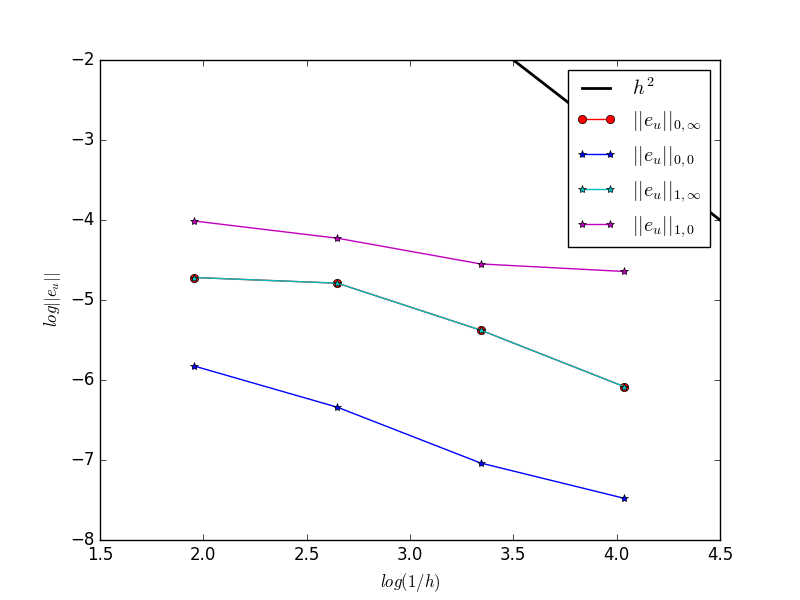 −2
−3
−4
−5
−6
−7
−8
1.5 2.0 2.5 3.0 3.5 4.0 4.5
log||e_u||
log(1/h)
h^2
||e_u||_{0,∞}
||e_u||_{0,0}
||e_u||_{1,∞}
||e_u||_{1,0}